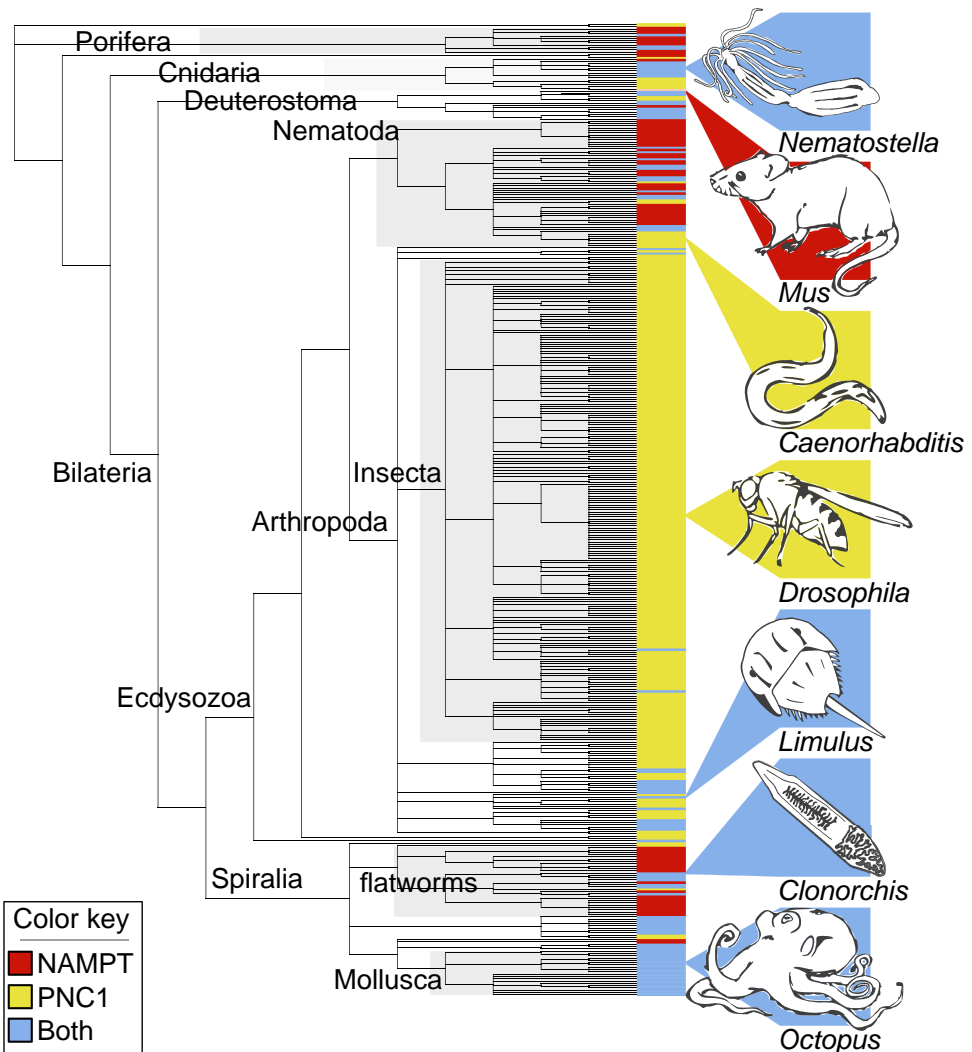 Porifera
Cnidaria
Deuterostoma
Nematoda
Bilateria
Insecta
Arthropoda
Ecdysozoa
Spiralia
flatworms
Mollusca
Nematostella
Mus
Caenorhabditis
Drosophila
Limulus
Clonorchis
Octopus
Color key
NAMPT
PNC1
Both